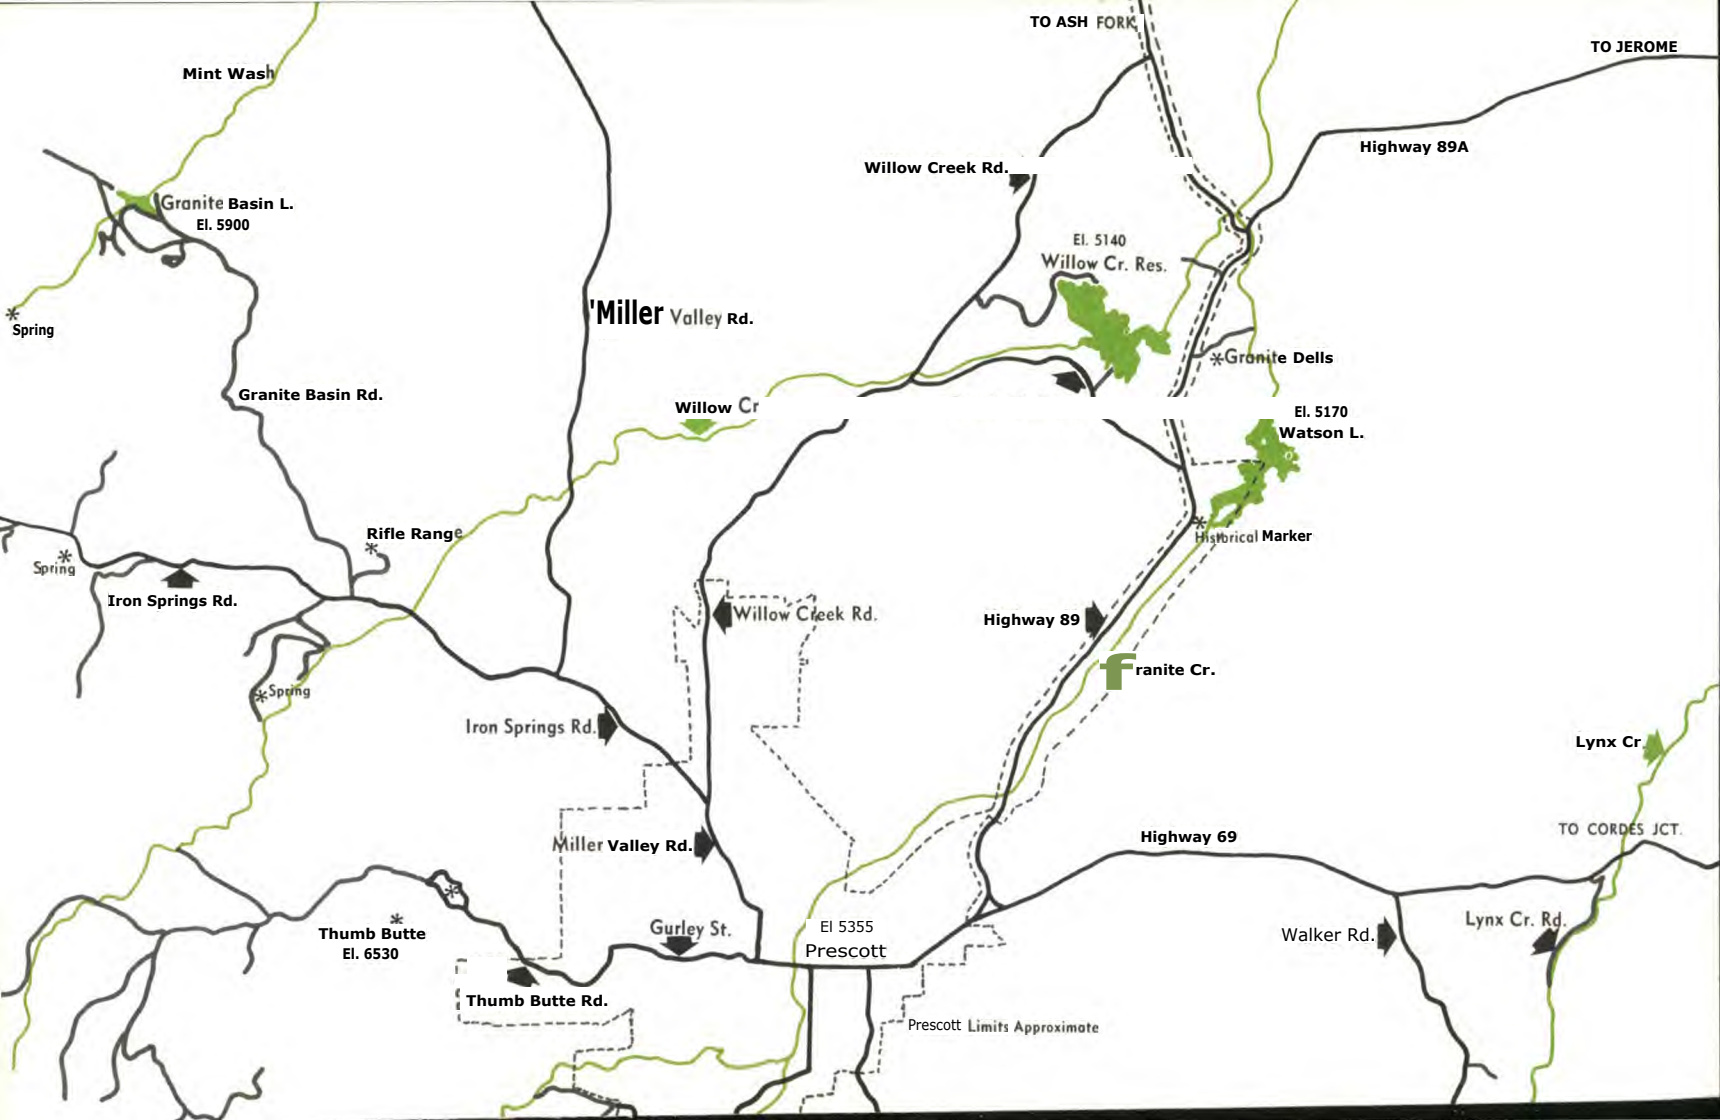 TO ASH FORK
TO JEROME
Mint Wash
Highway 89A
Willow Creek Rd.
Granite Basin L.
El. 5900
El. 5140
Willow Cr. Res.
'Miller Valley Rd.
Spring
Granite Dells
Granite Basin Rd.
Willow Cr
El. 5170
Watson L.
Rifle Range
Historical Marker
Spring
Iron Springs Rd.
Willow Creek Rd.
Highway 89
franite Cr.
Spring
Iron Springs Rd.
Lynx Cr.
TO CORDES JCT.
Highway 69
Miller Valley Rd.
Lynx Cr. Rd.
Gurley St.
El 5355
Prescott
Walker Rd.
Thumb Butte
El. 6530
Thumb Butte Rd.
Prescott Limits Approximate